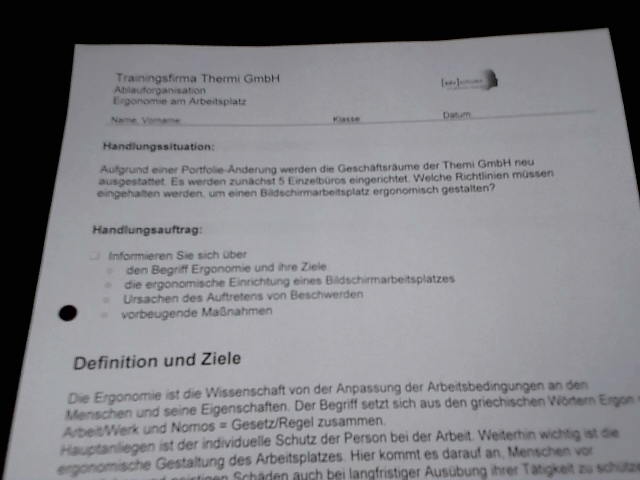 Trainingsfirma Thermi GmbH
Ablauforganisation
Ergonomie am Arbeitsplatz
Name, Vorname Klasse Datum
Handlungssituation:
Aufgrund einer Portfolie-Änderung werden die Geschäftsräume der Themi GmbH neu
ausgestattet. Es werden zunächst 5 Einzelbüros eingerichtet. Welche Richtlinien müssen
eingehalten werden, um einen Bildschirmarbeitsplatz ergonomisch gestalten?
Handlungsauftrag:
Informieren Sie sich über
den Begriff Ergonomie und ihre Ziele
die ergonomische Einrichtung eines Bildschirmarbeitsplatzes
Ursachen des Auftretens von Beschwerden
vorbeugende Maßnahmen
Definition und Ziele
Die Ergonomie ist die Wissenschaft von der Anpassung der Arbeitsbedingungen an den
Menschen und seine Eigenschaften. Der Begriff setzt sich aus den griechischen Wörtern Ergon
Arbeit/Werk und Nomos = Gesetz/Regel zusammen.
Hauptanliegen ist der individuelle Schutz der Person bei der Arbeit. Weiterhin wichtig ist die
ergonomische Gestaltung des Arbeitsplatzes. Hier kommt es darauf an, Menschen vor
geistigen Schäden auch bei langfristiger Ausübung ihrer Tätigkeit zu